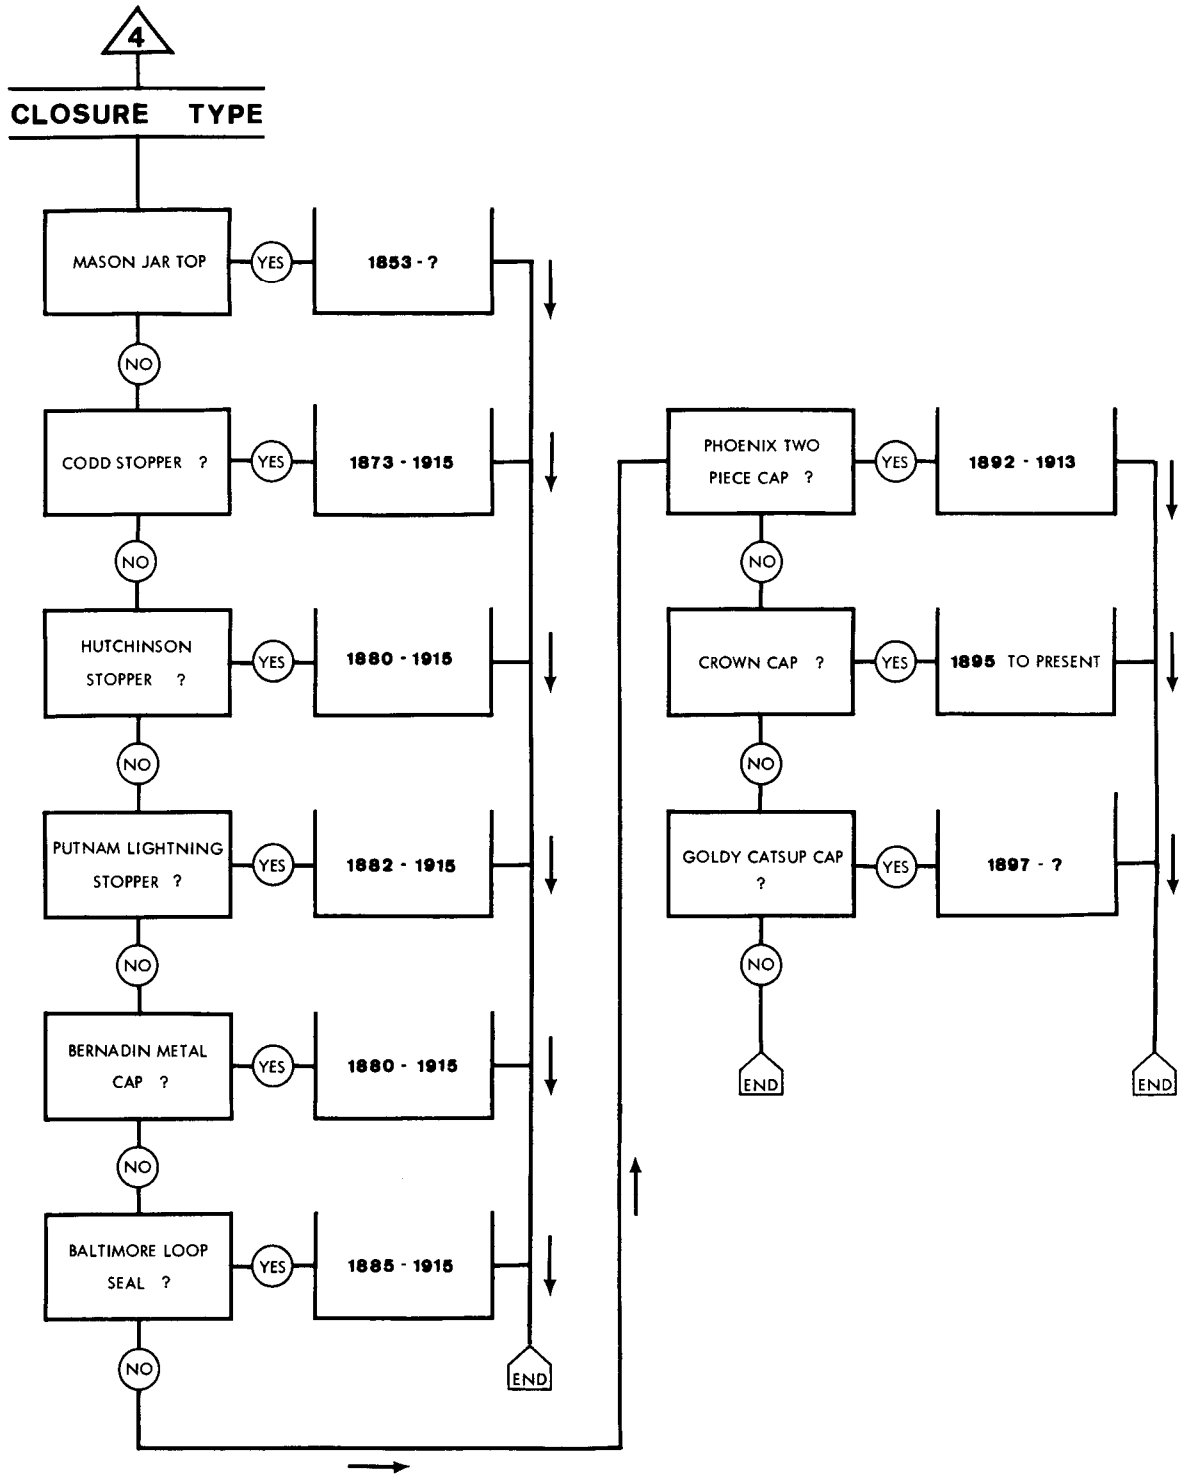 4
CLOSURE TYPE
MASON JAR TOP
YES
1853 - ?
NO
CODD STOPPER ?
YES
1873 - 1915
NO
HUTCHINSON
STOPPER ?
YES
1880 - 1915
NO
PUTNAM LIGHTNING
STOPPER ?
YES
1882 - 1915
NO
BERNADIN METAL
CAP ?
YES
1880 - 1915
NO
BALTIMORE LOOP
SEAL ?
YES
1885 - 1915
NO
END
PHOENIX TWO
PIECE CAP ?
YES
1892 - 1913
NO
CROWN CAP ?
YES
1895 TO PRESENT
NO
GOLDY CATSUP CAP
?
YES
1897 - ?
NO
END
END